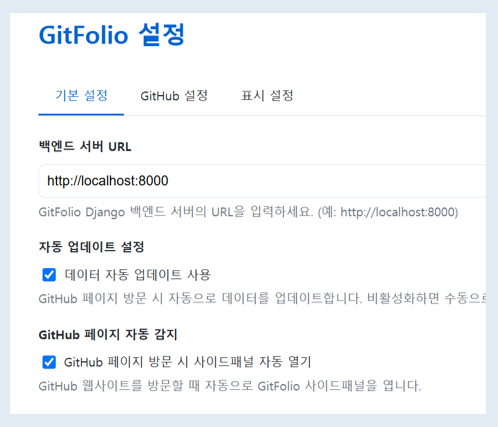 GitFolio 설정
기본 설정 GitHub 설정 표시 설정
백엔드 서버 URL
http://localhost:8000
GitFolio Django 백엔드 서버의 URL을 입력하세요. (예: http://localhost:8000)
자동 업데이트 설정
데이터 자동 업데이트 사용
GitHub 페이지 방문 시 자동으로 데이터를 업데이트합니다. 비활성화하면 수동으로
GitHub 페이지 자동 감지
GitHub 페이지 방문 시 사이드패널 자동 열기
GitHub 웹사이트를 방문할 때 자동으로 GitFolio 사이드패널을 엽니다.